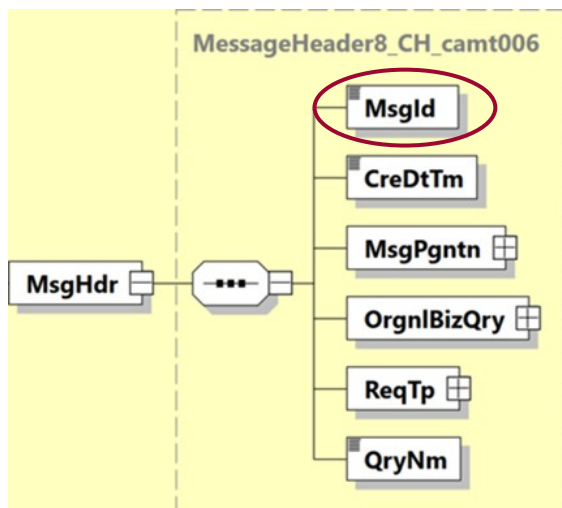 MessageHeader8_CH_camt006
MsgId
CreDtTm
MsgPgntn
MsgHdr
OrgnlBizQry
ReqTp
QryNm